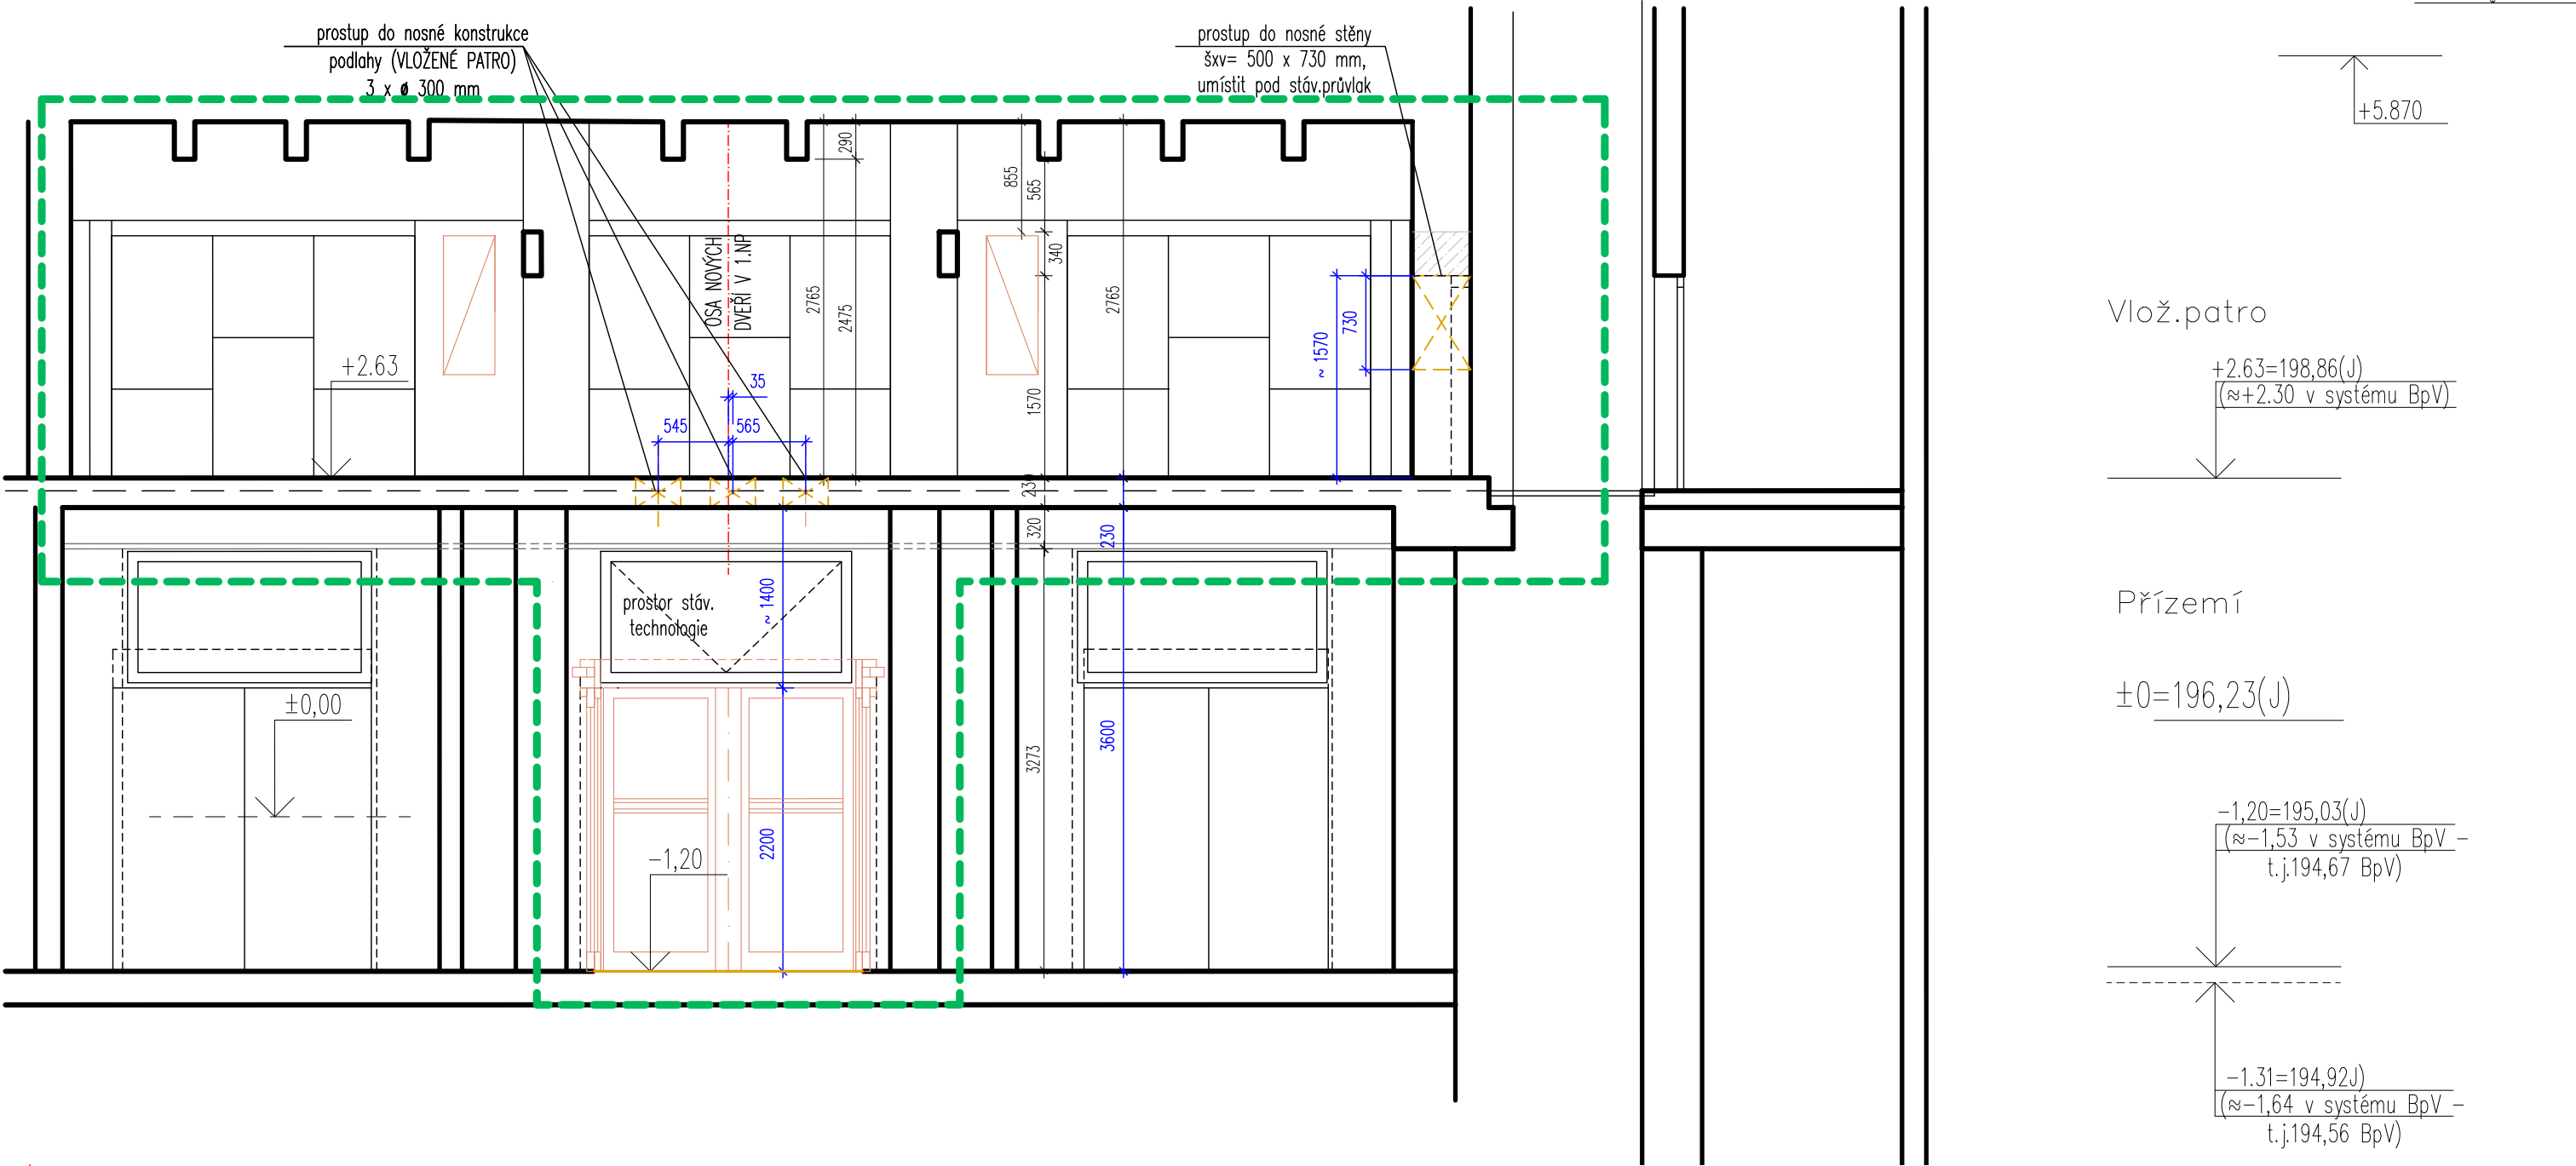 prostup do nosné konstrukce
podlahy (VLOŽENÉ PATRO)
3 x ø 300 mm
prostup do nosné stěny
šxv= 500 x 730 mm,
umístit pod stáv.průvlak
+5.870
290
855
565
340
OSA NOVÝCH
DVEŘÍ V 1.NP
2765
2475
2765
~ 1570
730
1570
+2.63
35
545
565
230
320
230
Vlož.patro
+2.63=198,86(J)
(≈+2.30 v systému BpV)
prostor stáv.
technologie
~ 1400
Přízemí
±0=196,23(J)
±0,00
3600
3273
2200
-1,20
-1,20=195,03(J)
(≈-1,53 v systému BpV -
t.j.194,67 BpV)
-1.31=194,92J)
(≈-1,64 v systému BpV -
t.j.194,56 BpV)